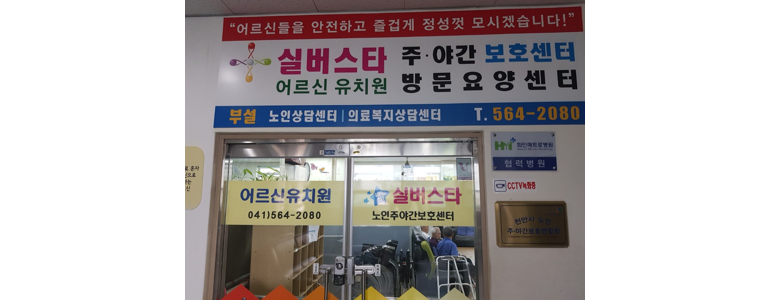 “어르신들을 안전하고 즐겁게 정성껏 모시겠습니다!”
실버스타 주·야간 보호센터
어르신 유치원 방문요양센터
부설 노인상담센터|의료복지상담센터 T. 564-2080
협력병원
CCTV녹화중
어르신유치원
041)564-2080
실버스타
노인주야간보호센터
천안시